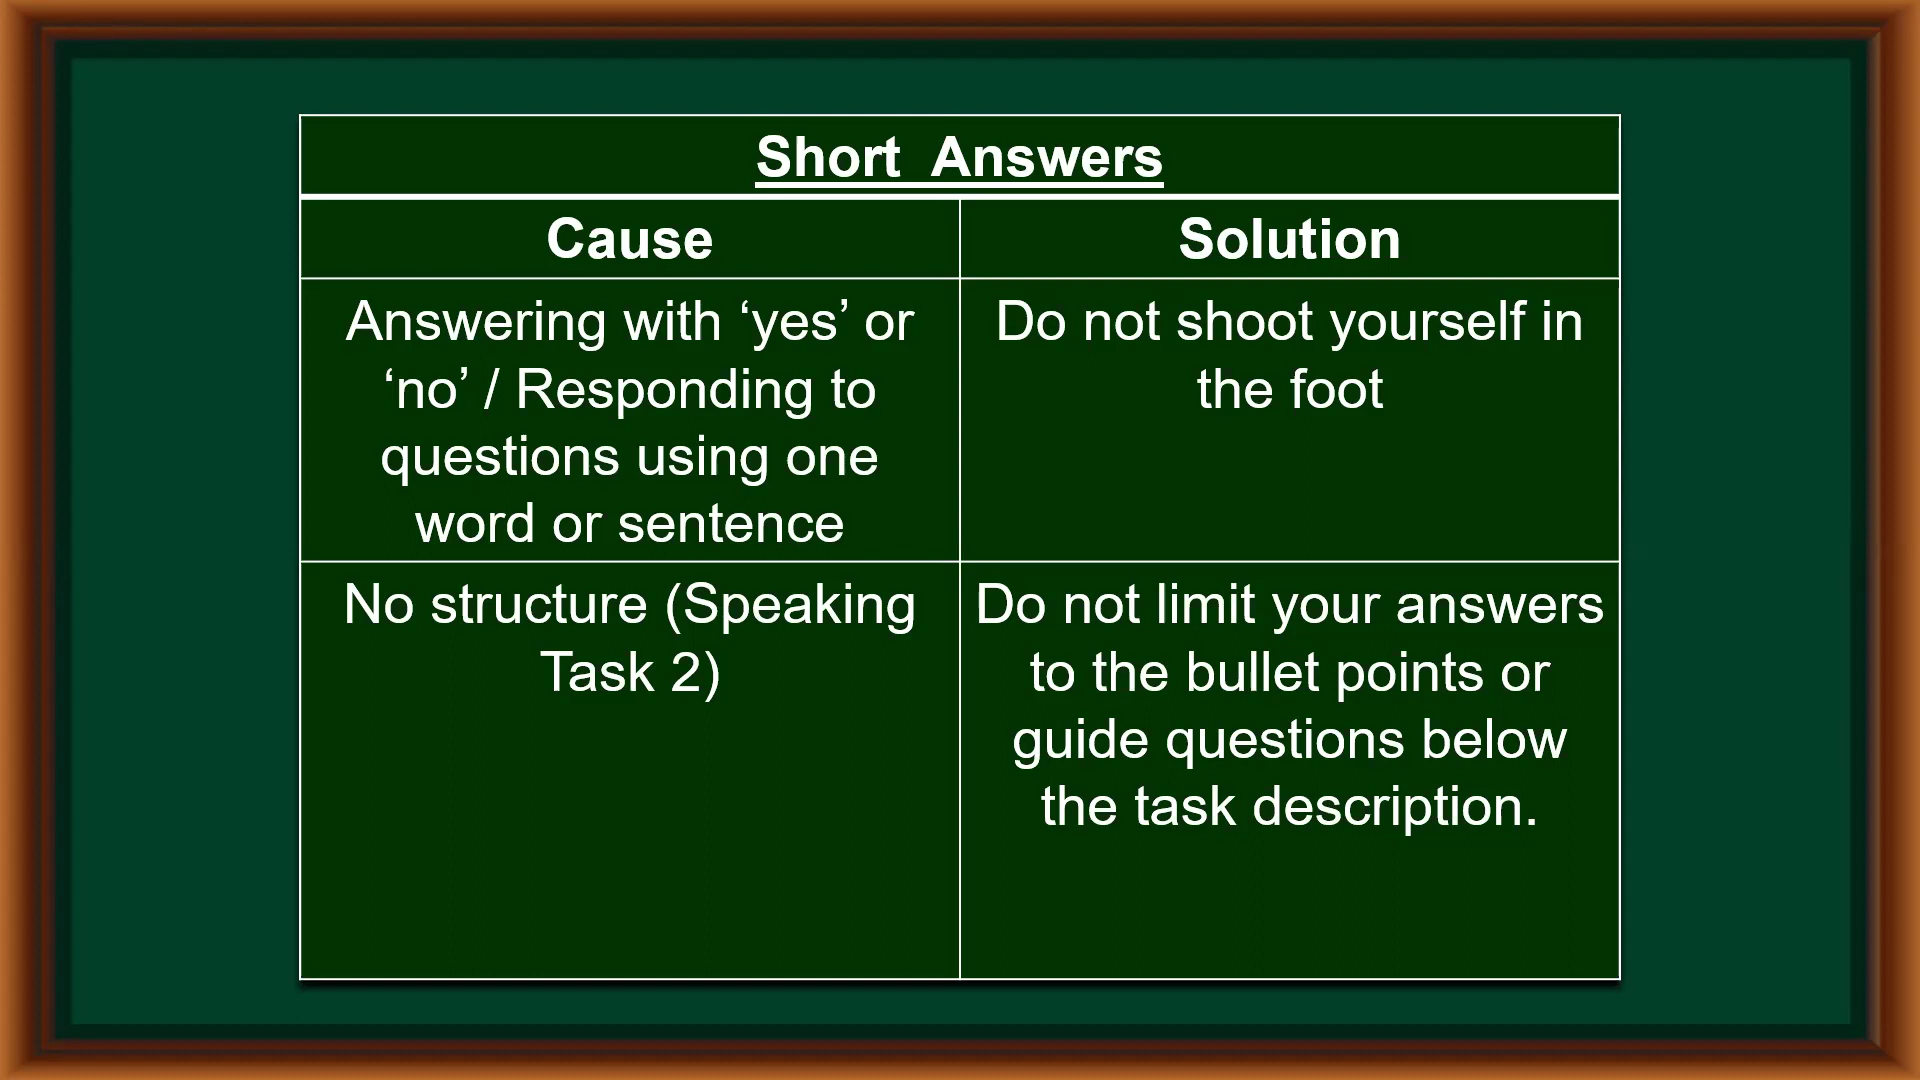 Short Answers
Cause
Solution
Answering with ‘yes’ or
‘no’ / Responding to
questions using one
word or sentence
Do not shoot yourself in
the foot
No structure (Speaking
Task 2)
Do not limit your answers
to the bullet points or
guide questions below
the task description.